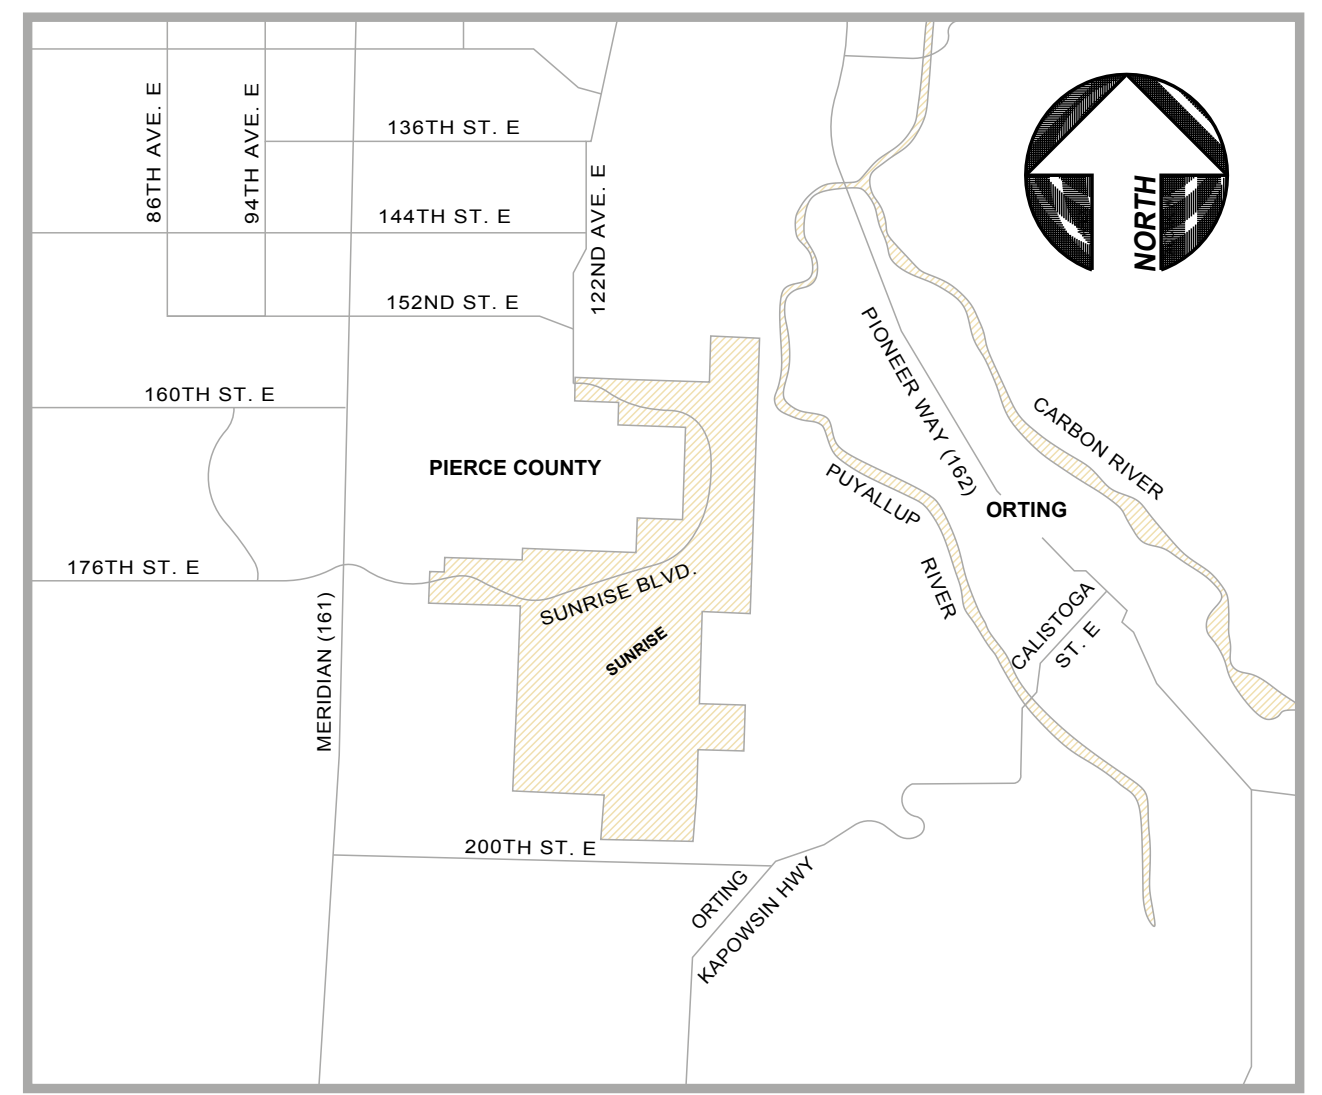 86TH AVE. E
94TH AVE. E
136TH ST. E
144TH ST. E
122ND AVE. E
152ND ST. E
NORTH
160TH ST. E
PIERCE COUNTY
PIONEER WAY (162)
CARBON RIVER
PUYALLUP
RIVER
ORTING
176TH ST. E
SUNRISE BLVD.
SUNRISE
MERIDIAN (161)
CALISTOGA
ST. E
200TH ST. E
ORTING
KAPOWSIN HWY